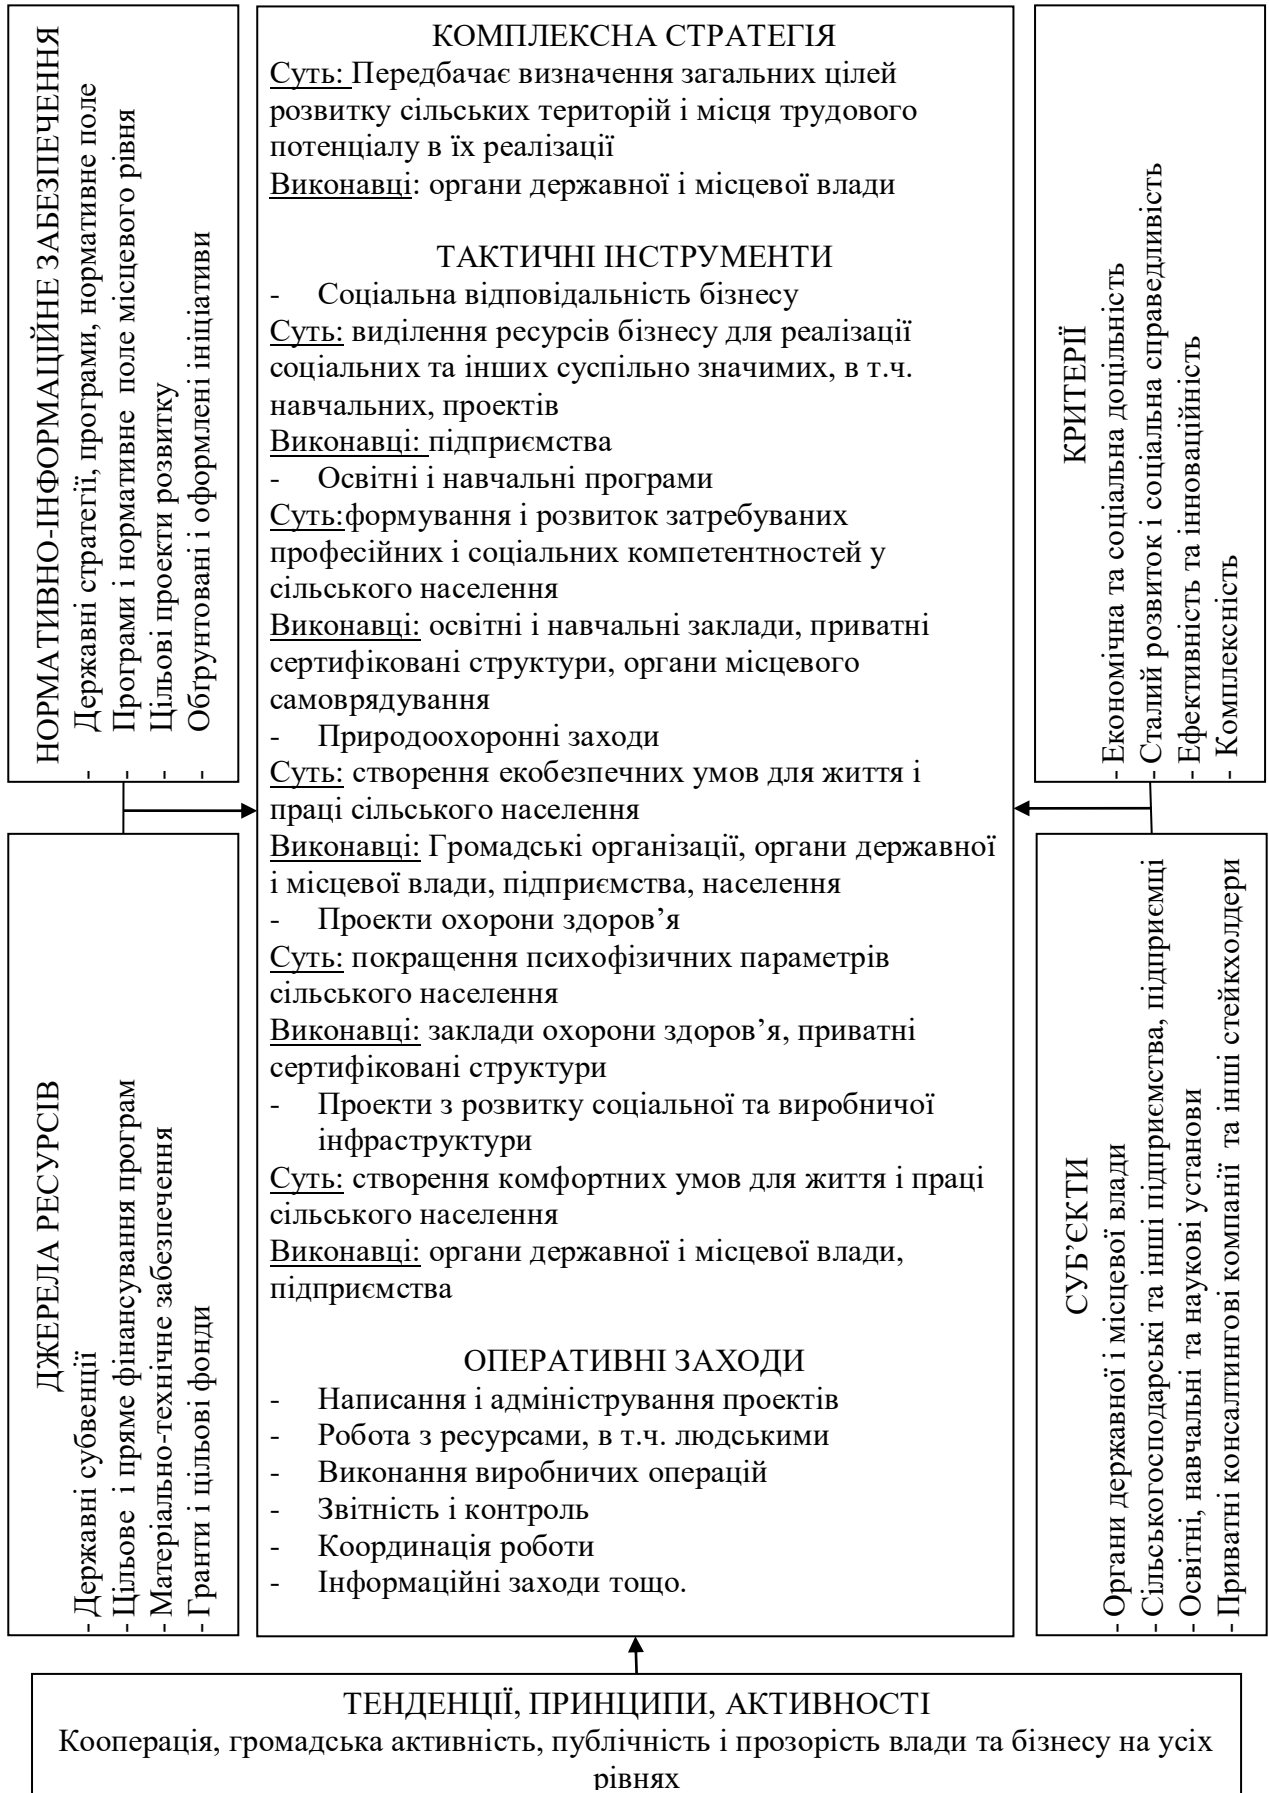 НОРМАТИВНО-ІНФОРМАЦІЙНЕ ЗАБЕЗПЕЧЕННЯ
- Державні стратегії, програми, нормативне поле
- Програми і нормативне поле місцевого рівня
- Цільові проекти розвитку
- Обґрунтовані і оформлені ініціативи
ДЖЕРЕЛА РЕСУРСІВ
- Державні субвенції
- Цільове і пряме фінансування програм
- Матеріально-технічне забезпечення
- Гранти і цільові фонди
КОМПЛЕКСНА СТРАТЕГІЯ
Суть: Передбачає визначення загальних цілей
розвитку сільських територій і місця трудового
потенціалу в їх реалізації
Виконавці: органи державної і місцевої влади
ТАКТИЧНІ ІНСТРУМЕНТИ
- Соціальна відповідальність бізнесу
Суть: виділення ресурсів бізнесу для реалізації
соціальних та інших суспільно значимих, в т.ч.
навчальних, проектів
Виконавці: підприємства
- Освітні і навчальні програми
Суть:формування і розвиток затребуваних
професійних і соціальних компетентностей у
сільського населення
Виконавці: освітні і навчальні заклади, приватні
сертифіковані структури, органи місцевого
самоврядування
- Природоохоронні заходи
Суть: створення екобезпечних умов для життя і
праці сільського населення
Виконавці: Громадські організації, органи державної
і місцевої влади, підприємства, населення
- Проекти охорони здоров’я
Суть: покращення психофізичних параметрів
сільського населення
Виконавці: заклади охорони здоров’я, приватні
сертифіковані структури
- Проекти з розвитку соціальної та виробничої
інфраструктури
Суть: створення комфортних умов для життя і праці
сільського населення
Виконавці: органи державної і місцевої влади,
підприємства
ОПЕРАТИВНІ ЗАХОДИ
- Написання і адміністрування проектів
- Робота з ресурсами, в т.ч. людськими
- Виконання виробничих операцій
- Звітність і контроль
- Координація роботи
- Інформаційні заходи тощо.
КРИТЕРІЇ
- Економічна та соціальна доцільність
- Сталий розвиток і соціальна справедливість
- Ефективність та інноваційність
- Комплексність
СУБ’ЄКТИ
- Органи державної і місцевої влади
- Сільськогосподарські та інші підприємства, підприємці
- Освітні, навчальні та наукові установи
- Приватні консалтингові компанії та інші стейкхолдери
ТЕНДЕНЦІЇ, ПРИНЦИПИ, АКТИВНОСТІ
Кооперація, громадська активність, публічність і прозорість влади та бізнесу на усіх
рівнях